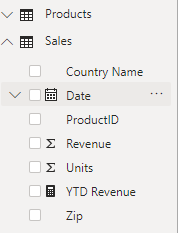 Products
Sales
Country Name
Date
ProductID
Revenue
Units
YTD Revenue
Zip